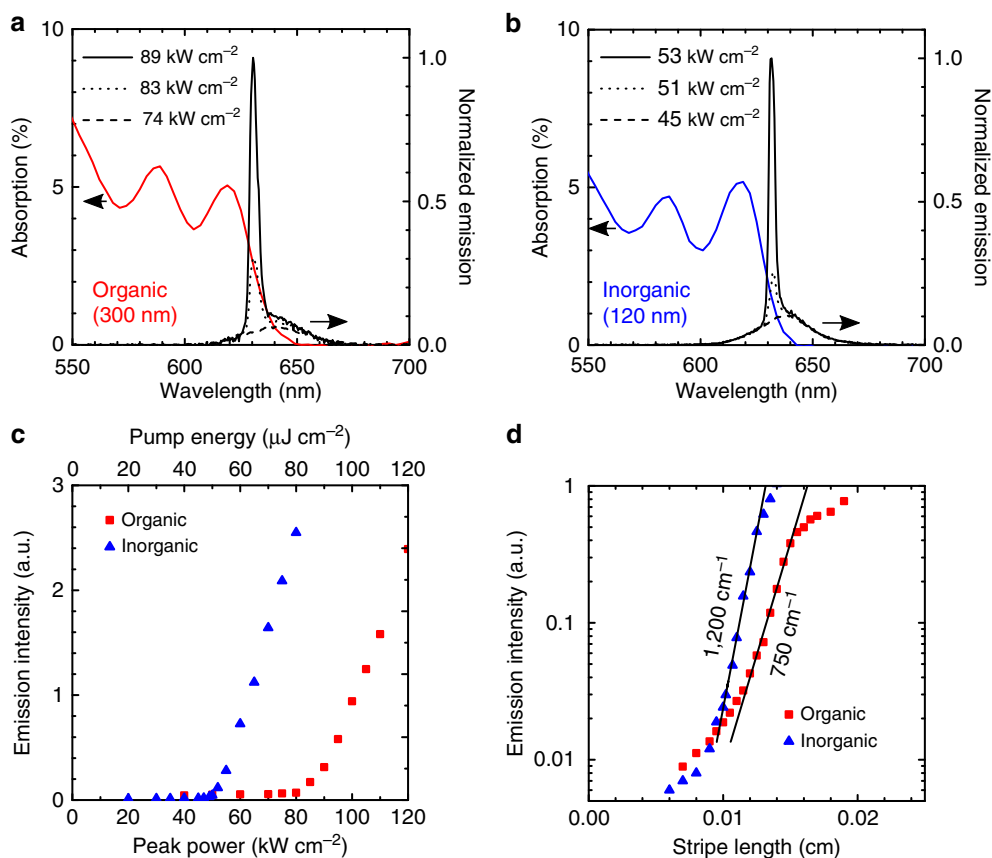 a
89 kW cm⁻²
83 kW cm⁻²
74 kW cm⁻²
Organic
(300 nm)
Absorption (%)
Normalized emission
10
5
0
1.0
0.5
0.0
550 600 650 700
Wavelength (nm)
b
53 kW cm⁻²
51 kW cm⁻²
45 kW cm⁻²
Inorganic
(120 nm)
Absorption (%)
Normalized emission
10
5
0
1.0
0.5
0.0
550 600 650 700
Wavelength (nm)
c
Pump energy (μJ cm⁻²)
0 20 40 60 80 100 120
Organic
Inorganic
Emission intensity (a.u.)
3
2
1
0
0 20 40 60 80 100 120
Peak power (kW cm⁻²)
d
1,200 cm⁻¹
750 cm⁻¹
Organic
Inorganic
Emission intensity (a.u.)
1
0.1
0.01
0.00 0.01 0.02
Stripe length (cm)